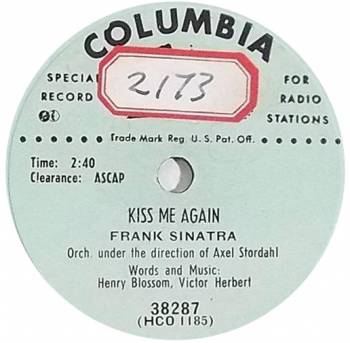 COLUMBIA
SPECIAL RECORD
FOR RADIO STATIONS
2173
Trade Mark Reg. U. S. Pat. Off.
Time: 2:40
Clearance: ASCAP
KISS ME AGAIN
FRANK SINATRA
Orch. under the direction of Axel Stordahl
Words and Music:
Henry Blossom, Victor Herbert
38287
(HCO 1185)